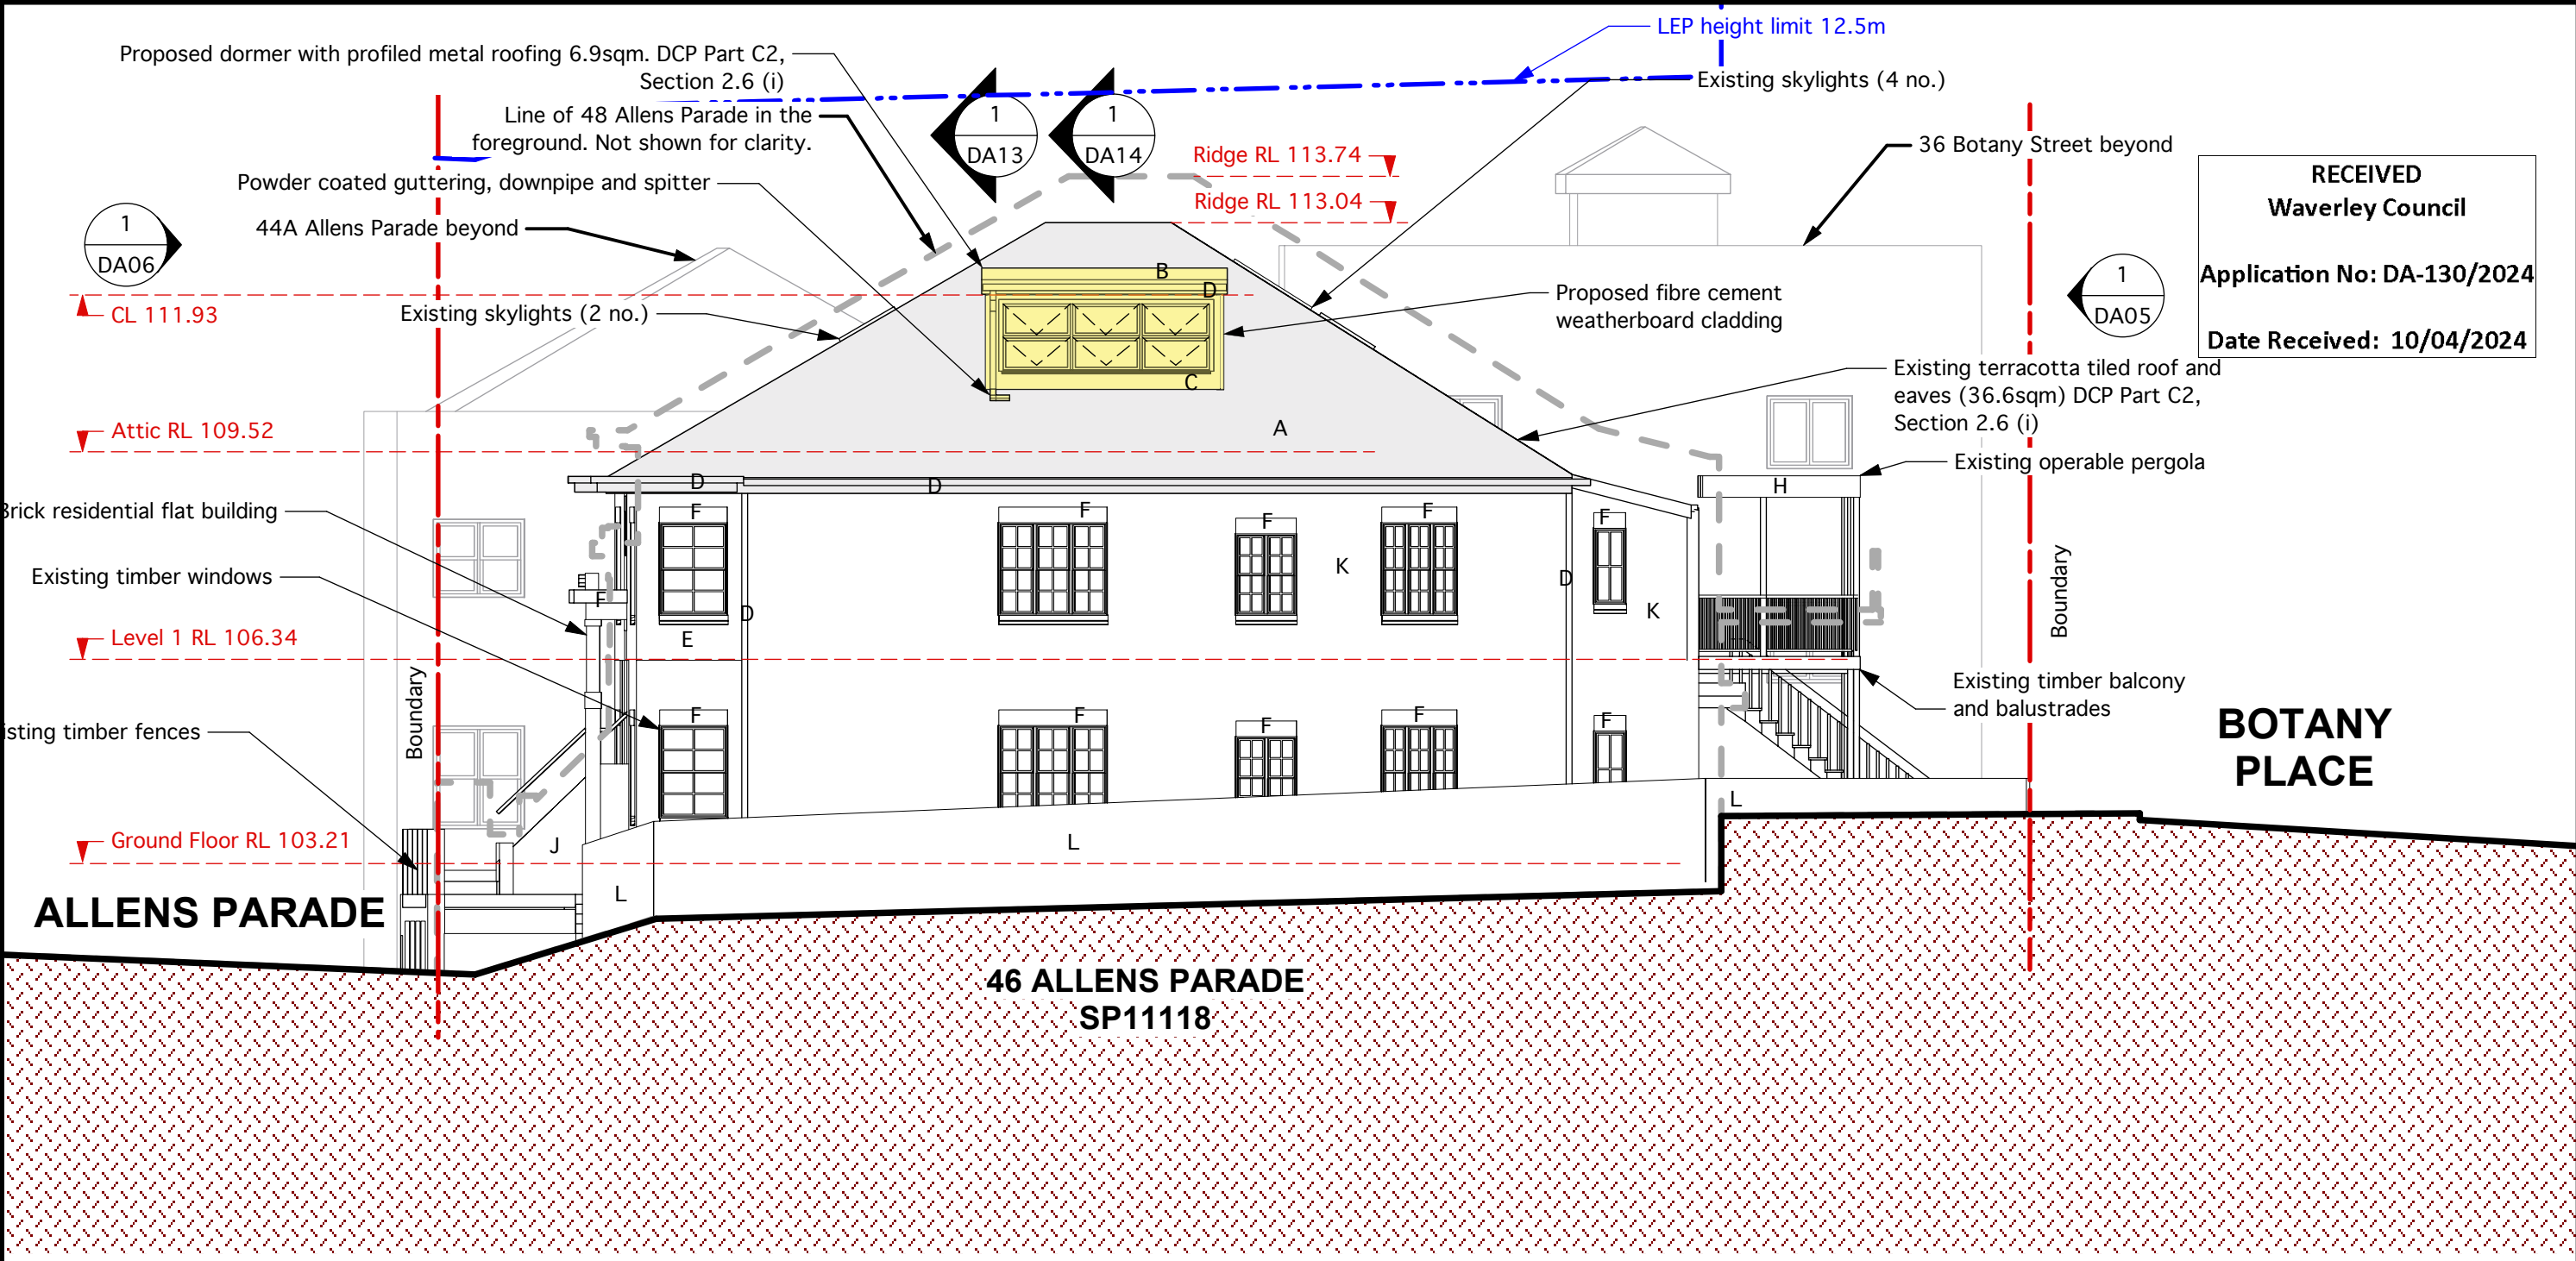 LEP height limit 12.5m
Proposed dormer with profiled metal roofing 6.9sqm. DCP Part C2,
Section 2.6 (i)
Existing skylights (4 no.)
Line of 48 Allens Parade in the
foreground. Not shown for clarity.
1
DA13
1
DA14
Ridge RL 113.74
36 Botany Street beyond
RECEIVED
Waverley Council
Application No: DA-130/2024
Date Received: 10/04/2024
Powder coated guttering, downpipe and spitter
Ridge RL 113.04
1
DA06
44A Allens Parade beyond
B
D
1
DA05
CL 111.93
Existing skylights (2 no.)
Proposed fibre cement
weatherboard cladding
C
Existing terracotta tiled roof and
eaves (36.6sqm) DCP Part C2,
Section 2.6 (i)
Attic RL 109.52
A
Existing operable pergola
D
D
H
Brick residential flat building
F
F
F
F
F
Existing timber windows
K
D
F
D
K
Level 1 RL 106.34
E
Boundary
Boundary
Existing timber balcony
and balustrades
F
F
F
F
F
isting timber fences
BOTANY
PLACE
L
Ground Floor RL 103.21
J
L
L
ALLENS PARADE
46 ALLENS PARADE
SP11118